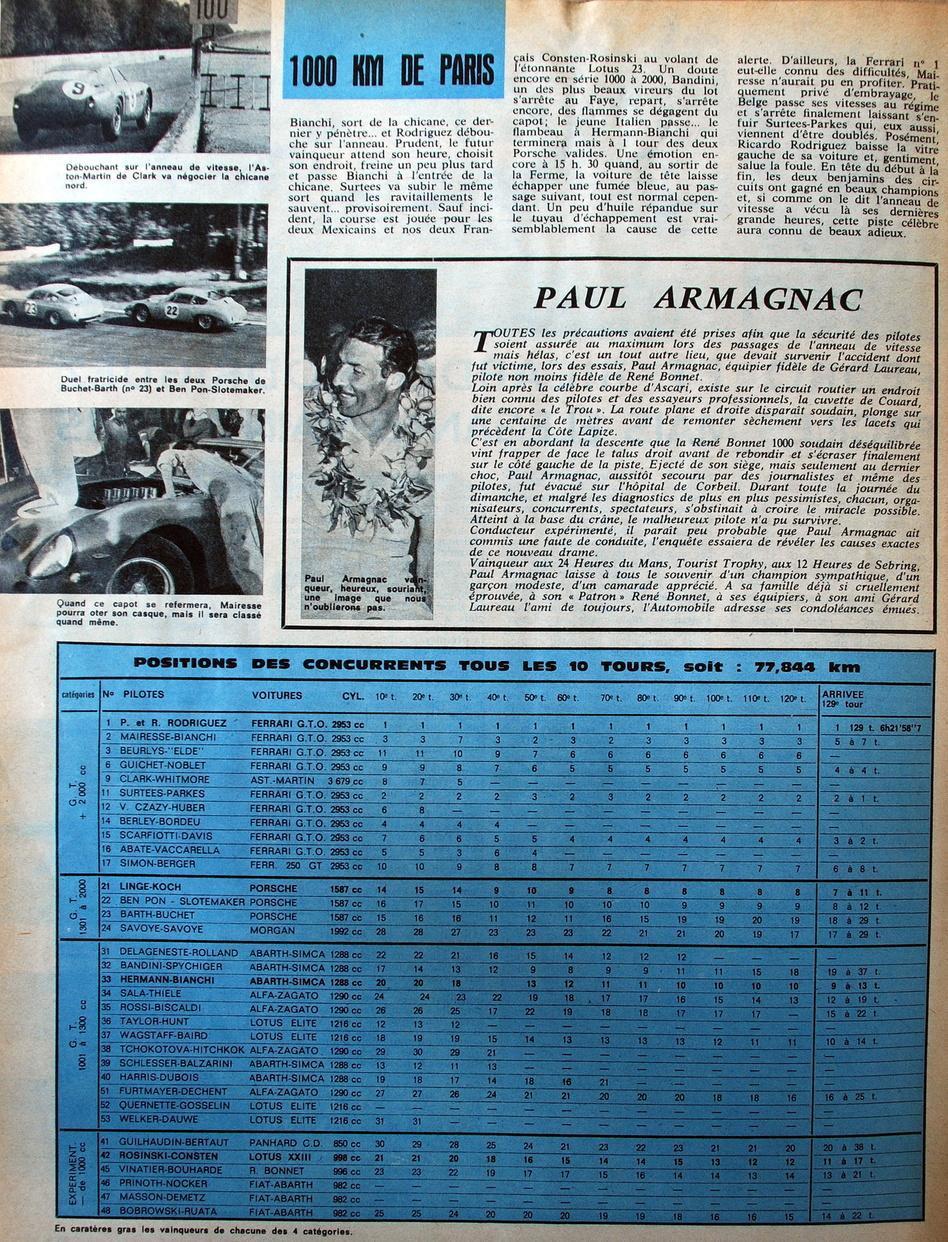 100
9
Débouchant sur l'anneau de vitesse, l'As-
ton-Martin de Clark va négocier la chicane
nord.
23
22
Duel fratricide entre les deux Porsche de
Buchet-Barth (nº 23) et Ben Pon-Slotemaker.
Quand ce capot se refermera, Mairesse
pourra oter son casque, mais il sera classé
quand même.
1000 KM DE PARIS
Bianchi, sort de la chicane, ce der-
nier y pénètre... et Rodriguez débou-
che sur l'anneau. Prudent, le futur
vainqueur attend son heure, choisit
son endroit, freine un peu plus tard
et passe Bianchi à l'entrée de la
chicane. Surtees va subir le même
sort quand les ravitaillements le
sauvent... provisoirement. Sauf inci-
dent, la course est jouée pour les
deux Mexicains et nos deux Fran-
çais Consten-Rosinski au volant de
l'étonnante Lotus 23. Un doute
encore en série 1000 à 2000, Bandini,
un des plus beaux vireurs du lot
s'arrête au Faye, repart, s'arrête
encore, des flammes se dégagent du
capot; le jeune Italien passe... le
flambeau à Hermann-Bianchi qui
terminera mais à 1 tour des deux
Porsche valides. Une émotion en-
core à 15 h. 30 quand, au sortir de
la Ferme, la voiture de tête laisse
échapper une fumée bleue, au pas-
sage suivant, tout est normal cepen-
dant. Un peu d'huile répandue sur
le tuyau d'échappement est vrai-
semblablement la cause de cette
alerte. D'ailleurs, la Ferrari nº 1
eut-elle connu des difficultés, Mai-
resse n'aurait pu en profiter. Prati-
quement privé d'embrayage, le
Belge passe ses vitesses au régime
et s'arrête finalement laissant s'en-
fuir Surtees-Parkes qui, eux aussi,
viennent d'être doublés. Posément,
Ricardo Rodriguez baisse la vitre
gauche de sa voiture et, gentiment,
salue la foule. En tête du début à la
fin, les deux benjamins des cir-
cuits ont gagné en beaux champions
et, si comme on le dit l'anneau de
vitesse a vécu là ses dernières
grande heures, cette piste célèbre
aura connu de beaux adieux.
Paul Armagnac vain-
queur, heureux, souriant,
une image que nous
n'oublierons pas.
PAUL ARMAGNAC
TOUTES les précautions avaient été prises afin que la sécurité des pilotes
soient assurée au maximum lors des passages de l'anneau de vitesse
mais hélas, c'est un tout autre lieu, que devait survenir l'accident dont
fut victime, lors des essais, Paul Armagnac, équipier fidèle de Gérard Laureau,
pilote non moins fidèle de René Bonnet.
Loin après la célèbre courbe d'Ascari, existe sur le circuit routier un endroit
bien connu des pilotes et des essayeurs professionnels, la cuvette de Couard,
dite encore « le Trou ». La route plane et droite disparaît soudain, plonge sur
une centaine de mètres avant de remonter sèchement vers les lacets qui
précèdent la Côte Lapize.
C'est en abordant la descente que la René Bonnet 1000 soudain déséquilibrée
vint frapper de face le talus droit avant de rebondir et s'écraser finalement
sur le côté gauche de la piste. Ejecté de son siège, mais seulement au dernier
choc, Paul Armagnac, aussitôt secouru par des journalistes et même des
pilotes, fut évacué sur l'hôpital de Corbeil. Durant toute la journée du
dimanche, et malgré les diagnostics de plus en plus pessimistes, chacun, orga-
nisateurs, concurrents, spectateurs, s'obstinait à croire le miracle possible.
Atteint à la base du crâne, le malheureux pilote n'a pu survivre.
Conducteur expérimenté, il paraît peu probable que Paul Armagnac ait
commis une faute de conduite, l'enquête essaiera de révéler les causes exactes
de ce nouveau drame.
Vainqueur aux 24 Heures du Mans, Tourist Trophy, aux 12 Heures de Sebring,
Paul Armagnac laisse à tous le souvenir d'un champion sympathique, d'un
garçon modeste, d'un camarade apprécié. A sa famille déjà si cruellement
éprouvée, à son « Patron » René Bonnet, à ses équipiers, à son ami Gérard
Laureau l'ami de toujours, l'Automobile adresse ses condoléances émues.
POSITIONS DES CONCURRENTS TOUS LES 10 TOURS, soit : 77,844 km
catégories Nº PILOTES VOITURES CYL. 10e t. 20e t. 30e t. 40e t. 50e t. 60e t. 70e t. 80e t. 90e t. 100e t. 110e t. 120e t. ARRIVEE
129e tour
G. T. + 2 000 cc
1 P. et R. RODRIGUEZ FERRARI G.T.O. 2953 cc 1 1 1 1 1 1 1 1 1 1 1 1 1 129 t. 6h21'58"7
2 MAIRESSE-BIANCHI FERRARI G.T.O. 2953 cc 3 3 7 3 2 3 2 3 3 3 3 3 5 à 7 t.
3 BEURLYS-"ELDE" FERRARI G.T.O. 2953 cc 11 11 10 9 7 6 6 6 6 6 6 6 —
6 GUICHET-NOBLET FERRARI G.T.O. 2953 cc 9 9 8 7 6 5 5 5 5 5 5 5 4 à 4 t.
9 CLARK-WHITMORE AST.-MARTIN 3 679 cc 8 7 5 — — — — — — — — — —
11 SURTEES-PARKES FERRARI G.T.O. 2953 cc 2 2 2 2 3 2 3 2 2 2 2 2 2 à 1 t.
12 V. CZAZY-HUBER FERRARI G.T.O. 2953 cc 6 8 — — — — — — — — — — —
14 BERLEY-BORDEU FERRARI G.T.O. 2953 cc 4 4 4 4 — — — — — — — — —
15 SCARFIOTTI-DAVIS FERRARI G.T.O. 2953 cc 7 6 6 5 5 4 4 4 4 4 4 4 3 à 2 t.
16 ABATE-VACCARELLA FERRARI G.T.O. 2953 cc 5 5 3 6 4 — — — — — — — —
17 SIMON-BERGER FERR. 250 GT 2953 cc 10 10 9 8 8 7 7 7 7 7 7 7 6 à 8 t.
G. T. 1301 à 2000
21 LINGE-KOCH PORSCHE 1587 cc 14 15 14 9 10 9 8 8 8 8 8 8 7 à 11 t.
22 BEN PON - SLOTEMAKER PORSCHE 1587 cc 16 17 15 10 11 10 10 10 9 9 9 9 8 à 12 t.
23 BARTH-BUCHET PORSCHE 1587 cc 15 16 16 11 12 11 16 15 19 19 20 19 18 à 29 t.
24 SAVOYE-SAVOYE MORGAN 1992 cc 28 28 27 23 23 23 22 21 21 20 19 17 17 à 29 t.
G. T. 1001 à 1300 cc
31 DELAGENESTE-ROLLAND ABARTH-SIMCA 1288 cc 22 22 21 16 15 14 12 12 12 — — — —
32 BANDINI-SPYCHIGER ABARTH-SIMCA 1288 cc 17 14 13 12 9 8 9 9 11 11 15 18 19 à 37 t.
33 HERMANN-BIANCHI ABARTH-SIMCA 1288 cc 20 20 18 13 12 11 11 10 10 10 10 9 à 13 t.
34 SALA-THIELE ALFA-ZAGATO 1290 cc 24 24 23 22 19 18 17 17 16 15 14 13 12 à 19 t.
35 ROSSI-BISCALDI ALFA-ZAGATO 1290 cc 26 26 25 17 22 19 18 18 17 17 17 — 15 à 22 t.
36 TAYLOR-HUNT LOTUS ELITE 1216 cc 12 13 12 — — — — — — — — — —
37 WAGSTAFF-BAIRD LOTUS ELITE 1216 cc 18 19 19 15 14 13 13 13 13 12 11 11 10 à 14 t.
38 TCHOKOTOVA-HITCHKOK ALFA-ZAGATO 1290 cc 29 30 29 21 — — — — — — — — —
39 SCHLESSER-BALZARINI ABARTH-SIMCA 1288 cc 13 12 11 13 — — — — — — — — —
40 HARRIS-DUBOIS ABARTH-SIMCA 1288 cc 19 18 17 14 18 16 21 — — — — — —
51 FURTMAYER-DECHENT ALFA-ZAGATO 1290 cc 27 27 26 24 21 21 20 20 20 18 18 16 16 à 25 t.
52 QUERNETTE-GOSSELIN LOTUS ELITE 1216 cc — — — — — — — — — — — — —
53 WELKER-DAUWE LOTUS ELITE 1216 cc 31 31 — — — — — — — — — — —
EXPERIMENT. — de 1000 cc
41 GUILHAUDIN-BERTAUT PANHARD C.D. 850 cc 30 29 28 25 24 21 23 22 23 21 21 20 20 à 38 t.
42 ROSINSKI-CONSTEN LOTUS XXIII 998 cc 21 21 20 18 16 15 14 14 15 13 12 12 11 à 17 t.
45 VINATIER-BOUHARDE R. BONNET 996 cc 23 23 22 19 17 17 15 16 14 14 13 14 13 à 21 t.
46 PRINOTH-NOCKER FIAT-ABARTH 982 cc — — — — — — — — — — — — —
47 MASSON-DEMETZ FIAT-ABARTH 982 cc — — — — — — — — — — — — —
48 BOBROWSKI-RUATA FIAT-ABARTH 982 cc 25 25 24 20 20 20 19 19 18 16 16 15 14 à 22 t.
En caratères gras les vainqueurs de chacune des 4 catégories.